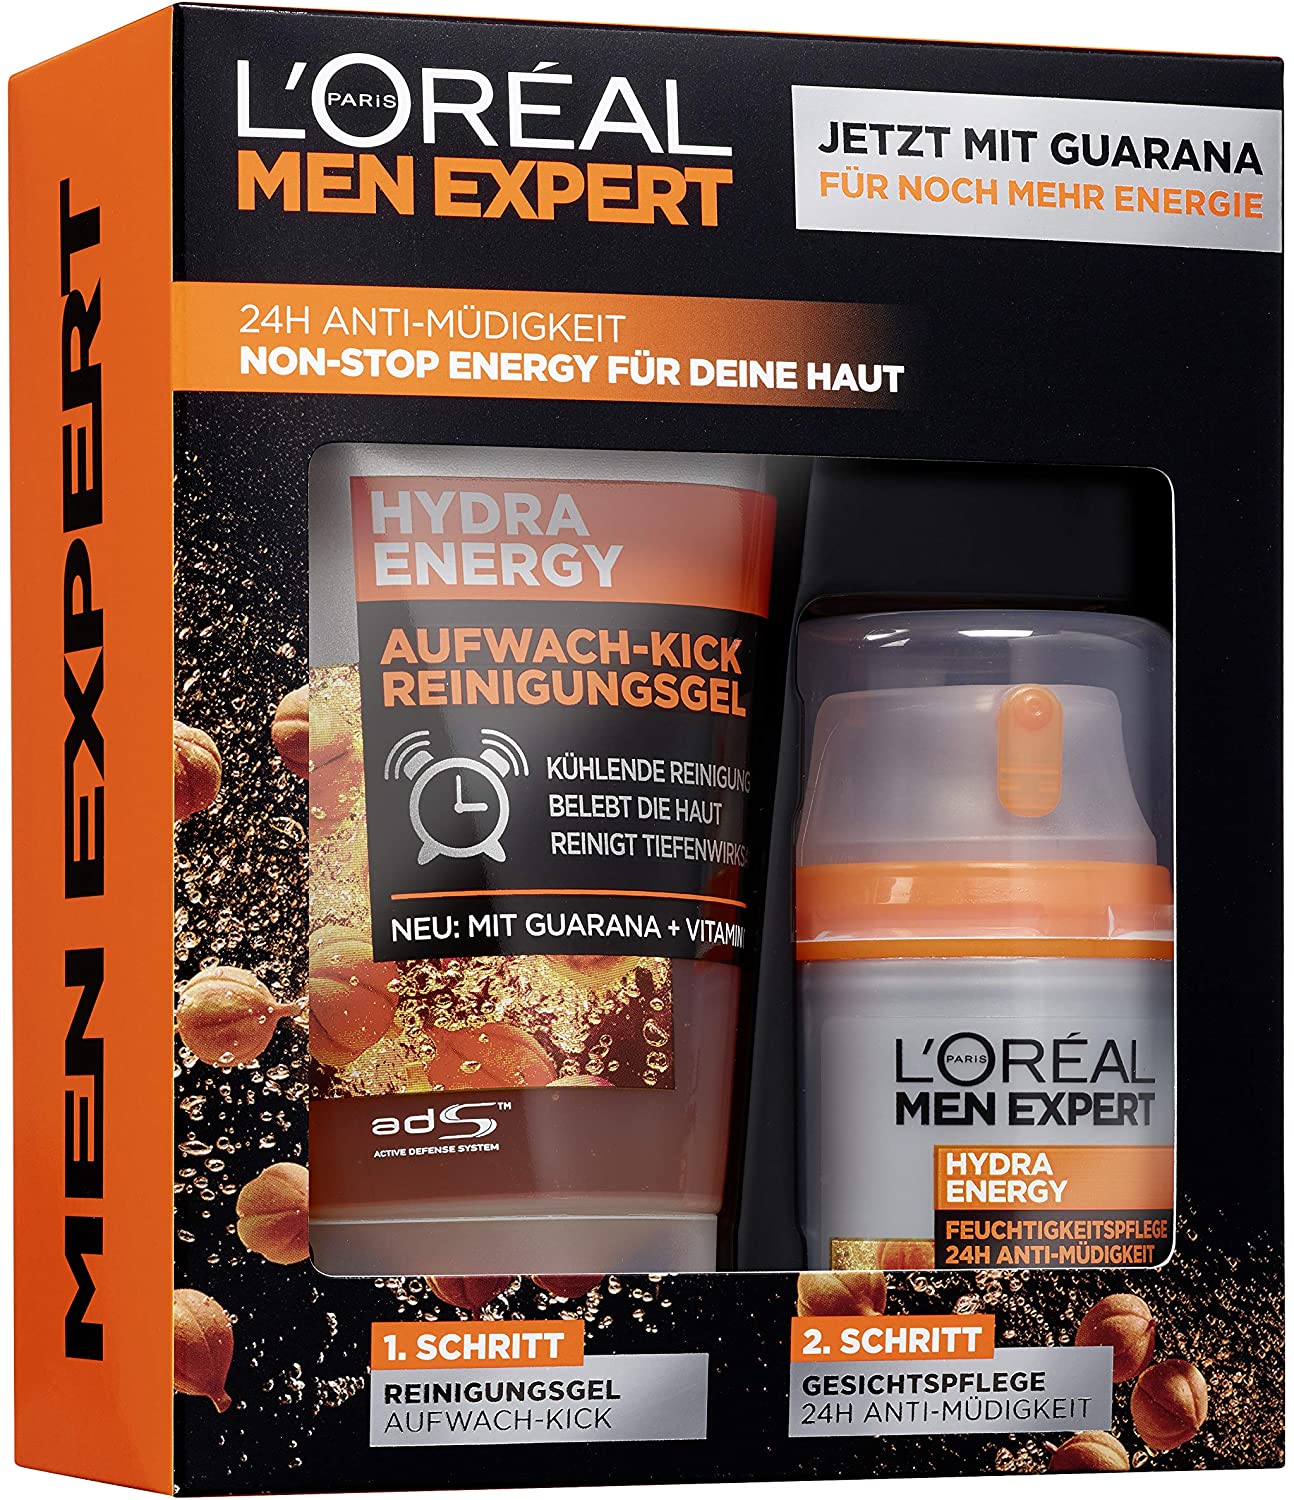 MEN EXPERT
L'ORÉAL
PARIS
MEN EXPERT
JETZT MIT GUARANA
FÜR NOCH MEHR ENERGIE
24H ANTI-MÜDIGKEIT
NON-STOP ENERGY FÜR DEINE HAUT
HYDRA
ENERGY
AUFWACH-KICK
REINIGUNGSGEL
KÜHLENDE REINIGUNG
BELEBT DIE HAUT
REINIGT TIEFENWIRKSA
NEU: MIT GUARANA + VITAMIN
adS™
ACTIVE DEFENSE SYSTEM
L'ORÉAL
PARIS
MEN EXPERT
HYDRA
ENERGY
FEUCHTIGKEITSPFLEGE
24H ANTI-MÜDIGKEIT
1. SCHRITT
REINIGUNGSGEL
AUFWACH-KICK
2. SCHRITT
GESICHTSPFLEGE
24H ANTI-MÜDIGKEIT